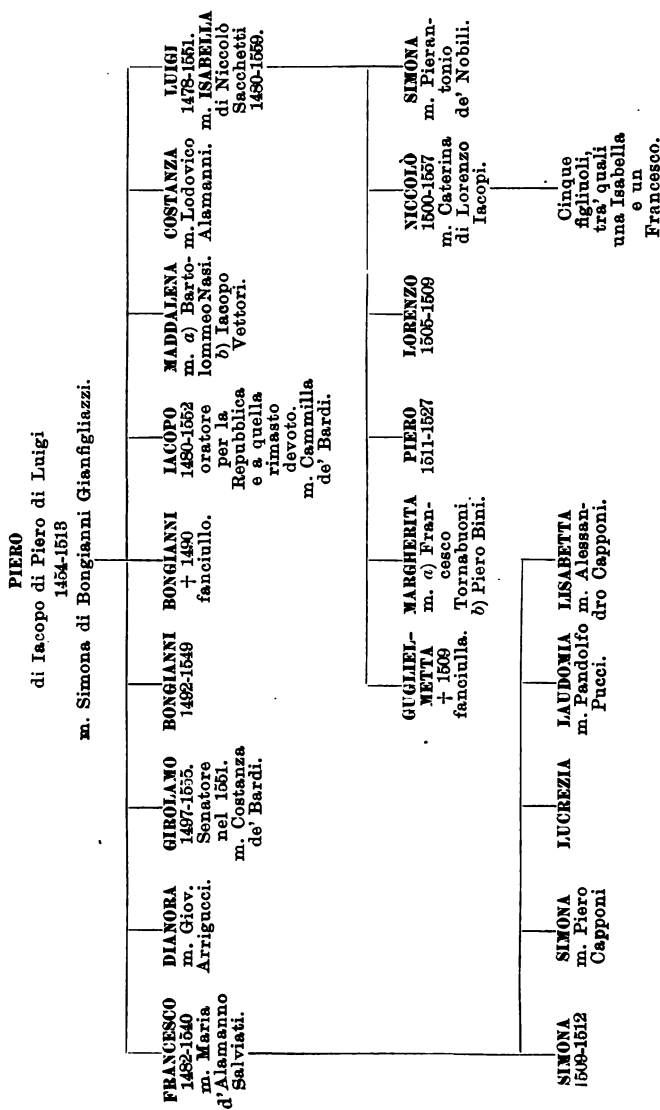 PIERO
di Iacopo di Piero di Luigi
1454-1513
m. Simona di Bongianni Gianfigliazzi.
FRANCESCO
1482-1540
m. Maria
d'Alamanno
Salviati.
DIANORA
m. Giov.
Arrigucci.
GIROLAMO
1497-1555.
Senatore
nel 1551.
m. Costanza
de' Bardi.
BONGIANNI
1492-1549
BONGIANNI
† 1490
fanciullo.
IACOPO
1480-1552
oratore
per la
Repubblica
e a quella
rimasto
devoto.
m. Cammilla
de' Bardi.
MADDALENA
m. a) Barto-
lommeo Nasi.
b) Iacopo
Vettori.
COSTANZA
m. Lodovico
Alamanni.
LUIGI
1478-1551.
m. ISABELLA
di Niccolò
Sacchetti
1480-1559.
GUGLIEL-
METTA
† 1509
fanciulla.
MARGHERITA
m. a) Fran-
cesco
Tornabuoni
b) Piero Bini.
PIERO
1511-1527
LORENZO
1505-1509
NICCOLÒ
1500-1557
m. Caterina
di Lorenzo
Iacopi.
SIMONA
m. Pieran-
tonio
de' Nobili.
SIMONA
1509-1512
SIMONA
m. Piero
Capponi
LUCREZIA
LAUDOMIA
m. Pandolfo
Pucci.
LISABETTA
m. Alessan-
dro Capponi.
Cinque
figliuoli,
tra' quali
una Isabella
e un
Francesco.